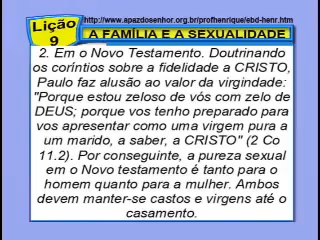 Lição
9
http://www.apazdosenhor.org.br/profhenrique/ebd-henr.htm
A FAMÍLIA E A SEXUALIDADE
2. Em o Novo Testamento. Doutrinando
os coríntios sobre a fidelidade a CRISTO,
Paulo faz alusão ao valor da virgindade:
"Porque estou zeloso de vós com zelo de
DEUS; porque vos tenho preparado para
vos apresentar como uma virgem pura a
um marido, a saber, a CRISTO" (2 Co
11.2). Por conseguinte, a pureza sexual
em o Novo testamento é tanto para o
homem quanto para a mulher. Ambos
devem manter-se castos e virgens até o
casamento.